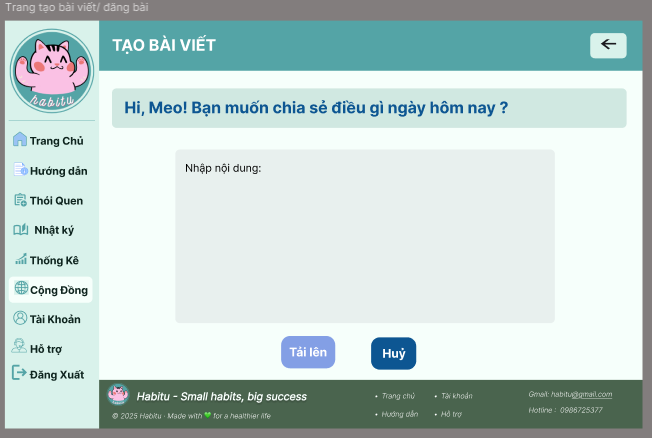 Trang tạo bài viết/ đăng bài
TẠO BÀI VIẾT
habitu
Hi, Meo! Bạn muốn chia sẻ điều gì ngày hôm nay ?
Trang Chủ
Hướng dẫn
Thói Quen
Nhật ký
Thống Kê
Cộng Đồng
Tài Khoản
Hỗ trợ
Đăng Xuất
Nhập nội dung:
Tải lên
Huỷ
Habitu - Small habits, big success
© 2025 Habitu - Made with 💚 for a healthier life
• Trang chủ
• Hướng dẫn
• Tài khoản
• Hỗ trợ
Gmail: habitu@gmail.com
Hotline : 0986725377